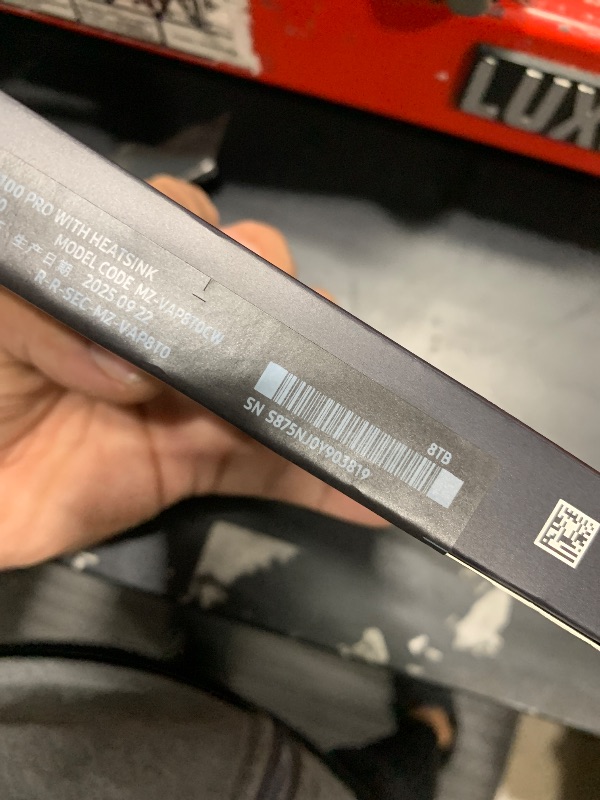 100 PRO WITH HEATSINK
MODEL CODE MZ-VAP8T0CW
生产日期 2025.09.22
R-R-SEC-MZ-VAP8T0
8TB
SN S875NJ0Y903819
LUX